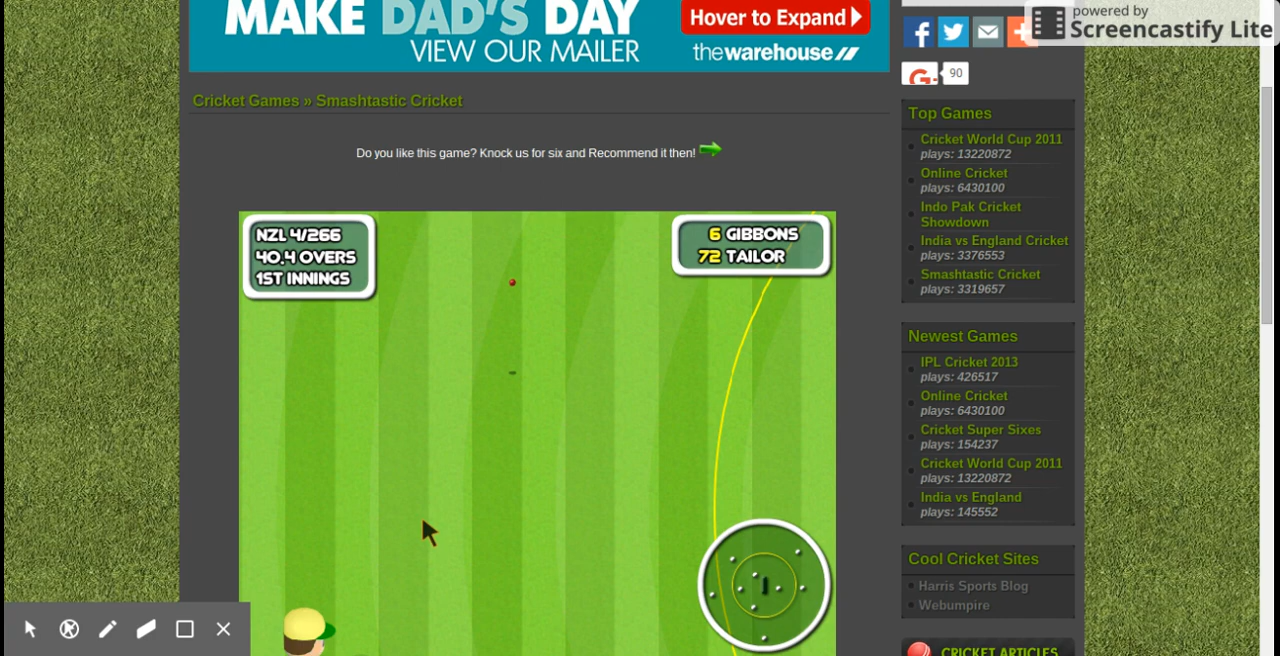 MAKE DAD'S DAY
VIEW OUR MAILER
Hover to Expand
thewarehouse
powered by
Screencastify Lite
90
Cricket Games » Smashtastic Cricket
Do you like this game? Knock us for six and Recommend it then!
NZL 4/266
40.4 OVERS
1ST INNINGS
6 GIBBONS
72 TAILOR
Top Games
Cricket World Cup 2011
plays: 13220872
Online Cricket
plays: 6430100
Indo Pak Cricket
Showdown
India vs England Cricket
plays: 3376553
Smashtastic Cricket
plays: 3319657
Newest Games
IPL Cricket 2013
plays: 426517
Online Cricket
plays: 6430100
Cricket Super Sixes
plays: 154237
Cricket World Cup 2011
plays: 13220872
India vs England
plays: 145552
Cool Cricket Sites
Harris Sports Blog
Webumpire
CRICKET ARTICLES